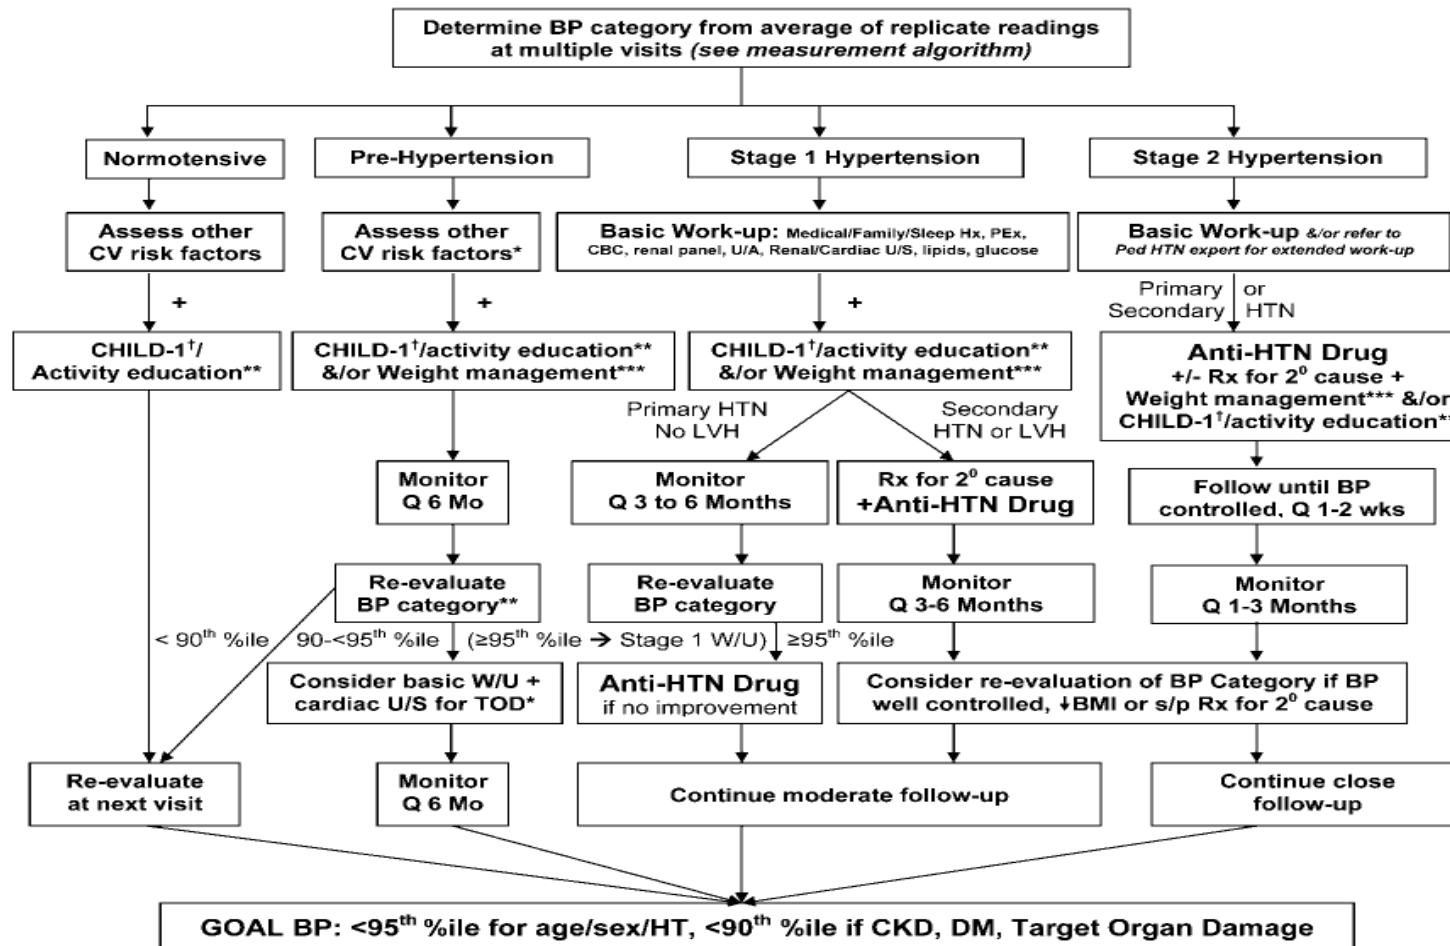 Determine BP category from average of replicate readings
at multiple visits (see measurement algorithm)
Normotensive
Pre-Hypertension
Stage 1 Hypertension
Stage 2 Hypertension
Assess other
CV risk factors
Assess other
CV risk factors*
Basic Work-up: Medical/Family/Sleep Hx, PEx,
CBC, renal panel, U/A, Renal/Cardiac U/S, lipids, glucose
Basic Work-up &/or refer to
Ped HTN expert for extended work-up
+
+
+
Primary or
Secondary HTN
CHILD-1†/
Activity education**
CHILD-1†/activity education**
&/or Weight management***
CHILD-1†/activity education**
&/or Weight management***
Anti-HTN Drug
+/- Rx for 2⁰ cause +
Weight management*** &/or
CHILD-1†/activity education**
Primary HTN
No LVH
Secondary
HTN or LVH
Monitor
Q 6 Mo
Monitor
Q 3 to 6 Months
Rx for 2⁰ cause
+Anti-HTN Drug
Follow until BP
controlled, Q 1-2 wks
Re-evaluate
BP category**
Re-evaluate
BP category
Monitor
Q 3-6 Months
Monitor
Q 1-3 Months
< 90th %ile
90-<95th %ile
(≥95th %ile → Stage 1 W/U)
≥95th %ile
Consider basic W/U +
cardiac U/S for TOD*
Anti-HTN Drug
if no improvement
Consider re-evaluation of BP Category if BP
well controlled, ↓BMI or s/p Rx for 2⁰ cause
Re-evaluate
at next visit
Monitor
Q 6 Mo
Continue moderate follow-up
Continue close
follow-up
GOAL BP: <95th %ile for age/sex/HT, <90th %ile if CKD, DM, Target Organ Damage